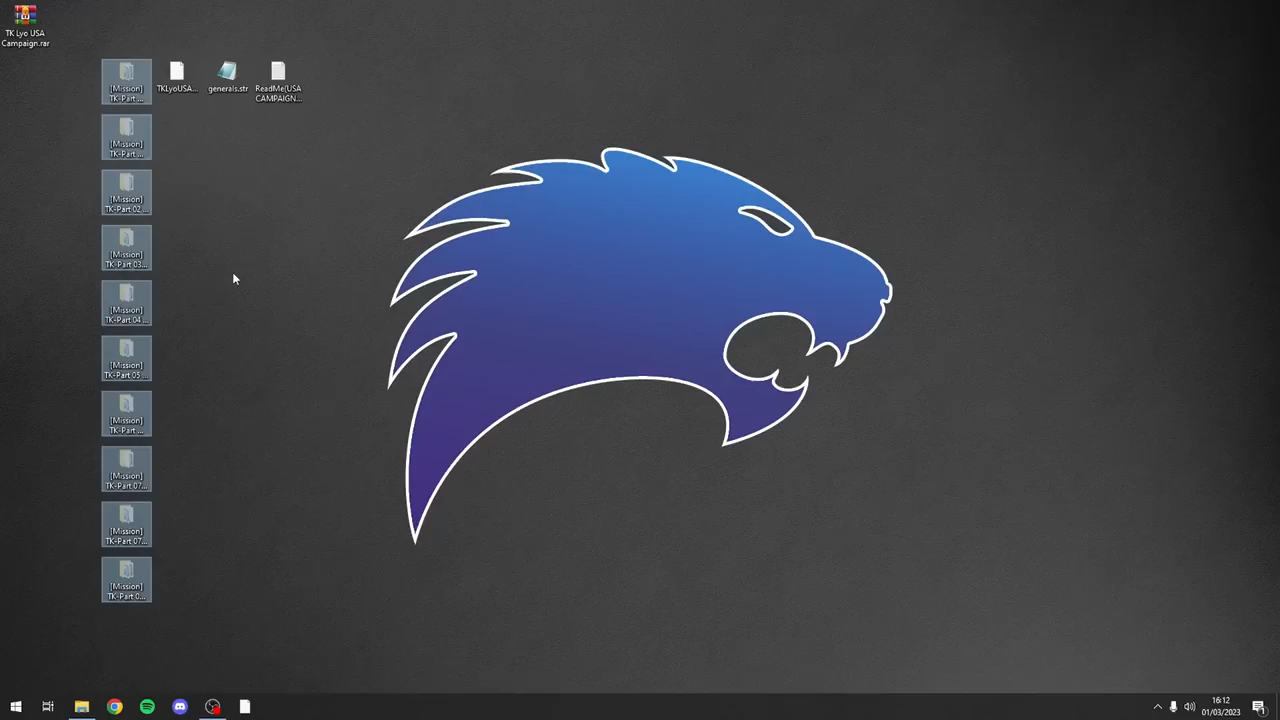 TK Lyo USA
Campaign.rar
[Mission]
TK-Part ...
TKLyoUSA...
generals.str
ReadMe(USA
CAMPAIGN...
[Mission]
TK-Part ...
[Mission]
TK-Part 02...
[Mission]
TK-Part 03...
[Mission]
TK-Part 04...
[Mission]
TK-Part 05...
[Mission]
TK-Part ...
[Mission]
TK-Part 07...
[Mission]
TK-Part 07...
[Mission]
TK-Part 0...
16:12
01/03/2023